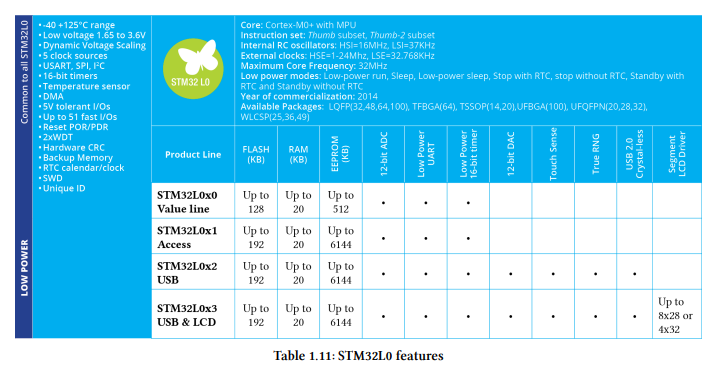 Common to all STM32L0
LOW POWER
• -40 +125°C range
• Low voltage 1.65 to 3.6V
• Dynamic Voltage Scaling
• 5 clock sources
• USART, SPI, I²C
• 16-bit timers
• Temperature sensor
• DMA
• 5V tolerant I/Os
• Up to 51 fast I/Os
• Reset POR/PDR
• 2xWDT
• Hardware CRC
• Backup Memory
• RTC calendar/clock
• SWD
• Unique ID
STM32 L0
Core: Cortex-M0+ with MPU
Instruction set: Thumb subset, Thumb-2 subset
Internal RC oscillators: HSI=16MHz, LSI=37KHz
External clocks: HSE=1-24Mhz, LSE=32.768KHz
Maximum Core Frequency: 32MHz
Low power modes: Low-power run, Sleep, Low-power sleep, Stop with RTC, stop without RTC, Standby with
RTC and Standby without RTC
Year of commercialization: 2014
Available Packages: LQFP(32,48,64,100), TFBGA(64), TSSOP(14,20),UFBGA(100), UFQFPN(20,28,32),
WLCSP(25,36,49)
Product Line
FLASH
(KB)
RAM
(KB)
EEPROM
(KB)
12-bit ADC
Low Power
UART
Low Power
16-bit timer
12-bit DAC
Touch Sense
True RNG
USB 2.0
Crystal-less
Segment
LCD Driver
STM32L0x0 Up to Up to Up to
Value line 128 20 512 • • •
STM32L0x1 Up to Up to Up to
Access 192 20 6144 • • •
STM32L0x2 Up to Up to Up to
USB 192 20 6144 • • • • • • •
STM32L0x3 Up to Up to Up to
USB & LCD 192 20 6144 • • • • • • •
Up to
8x28 or
4x32
Table 1.11: STM32L0 features